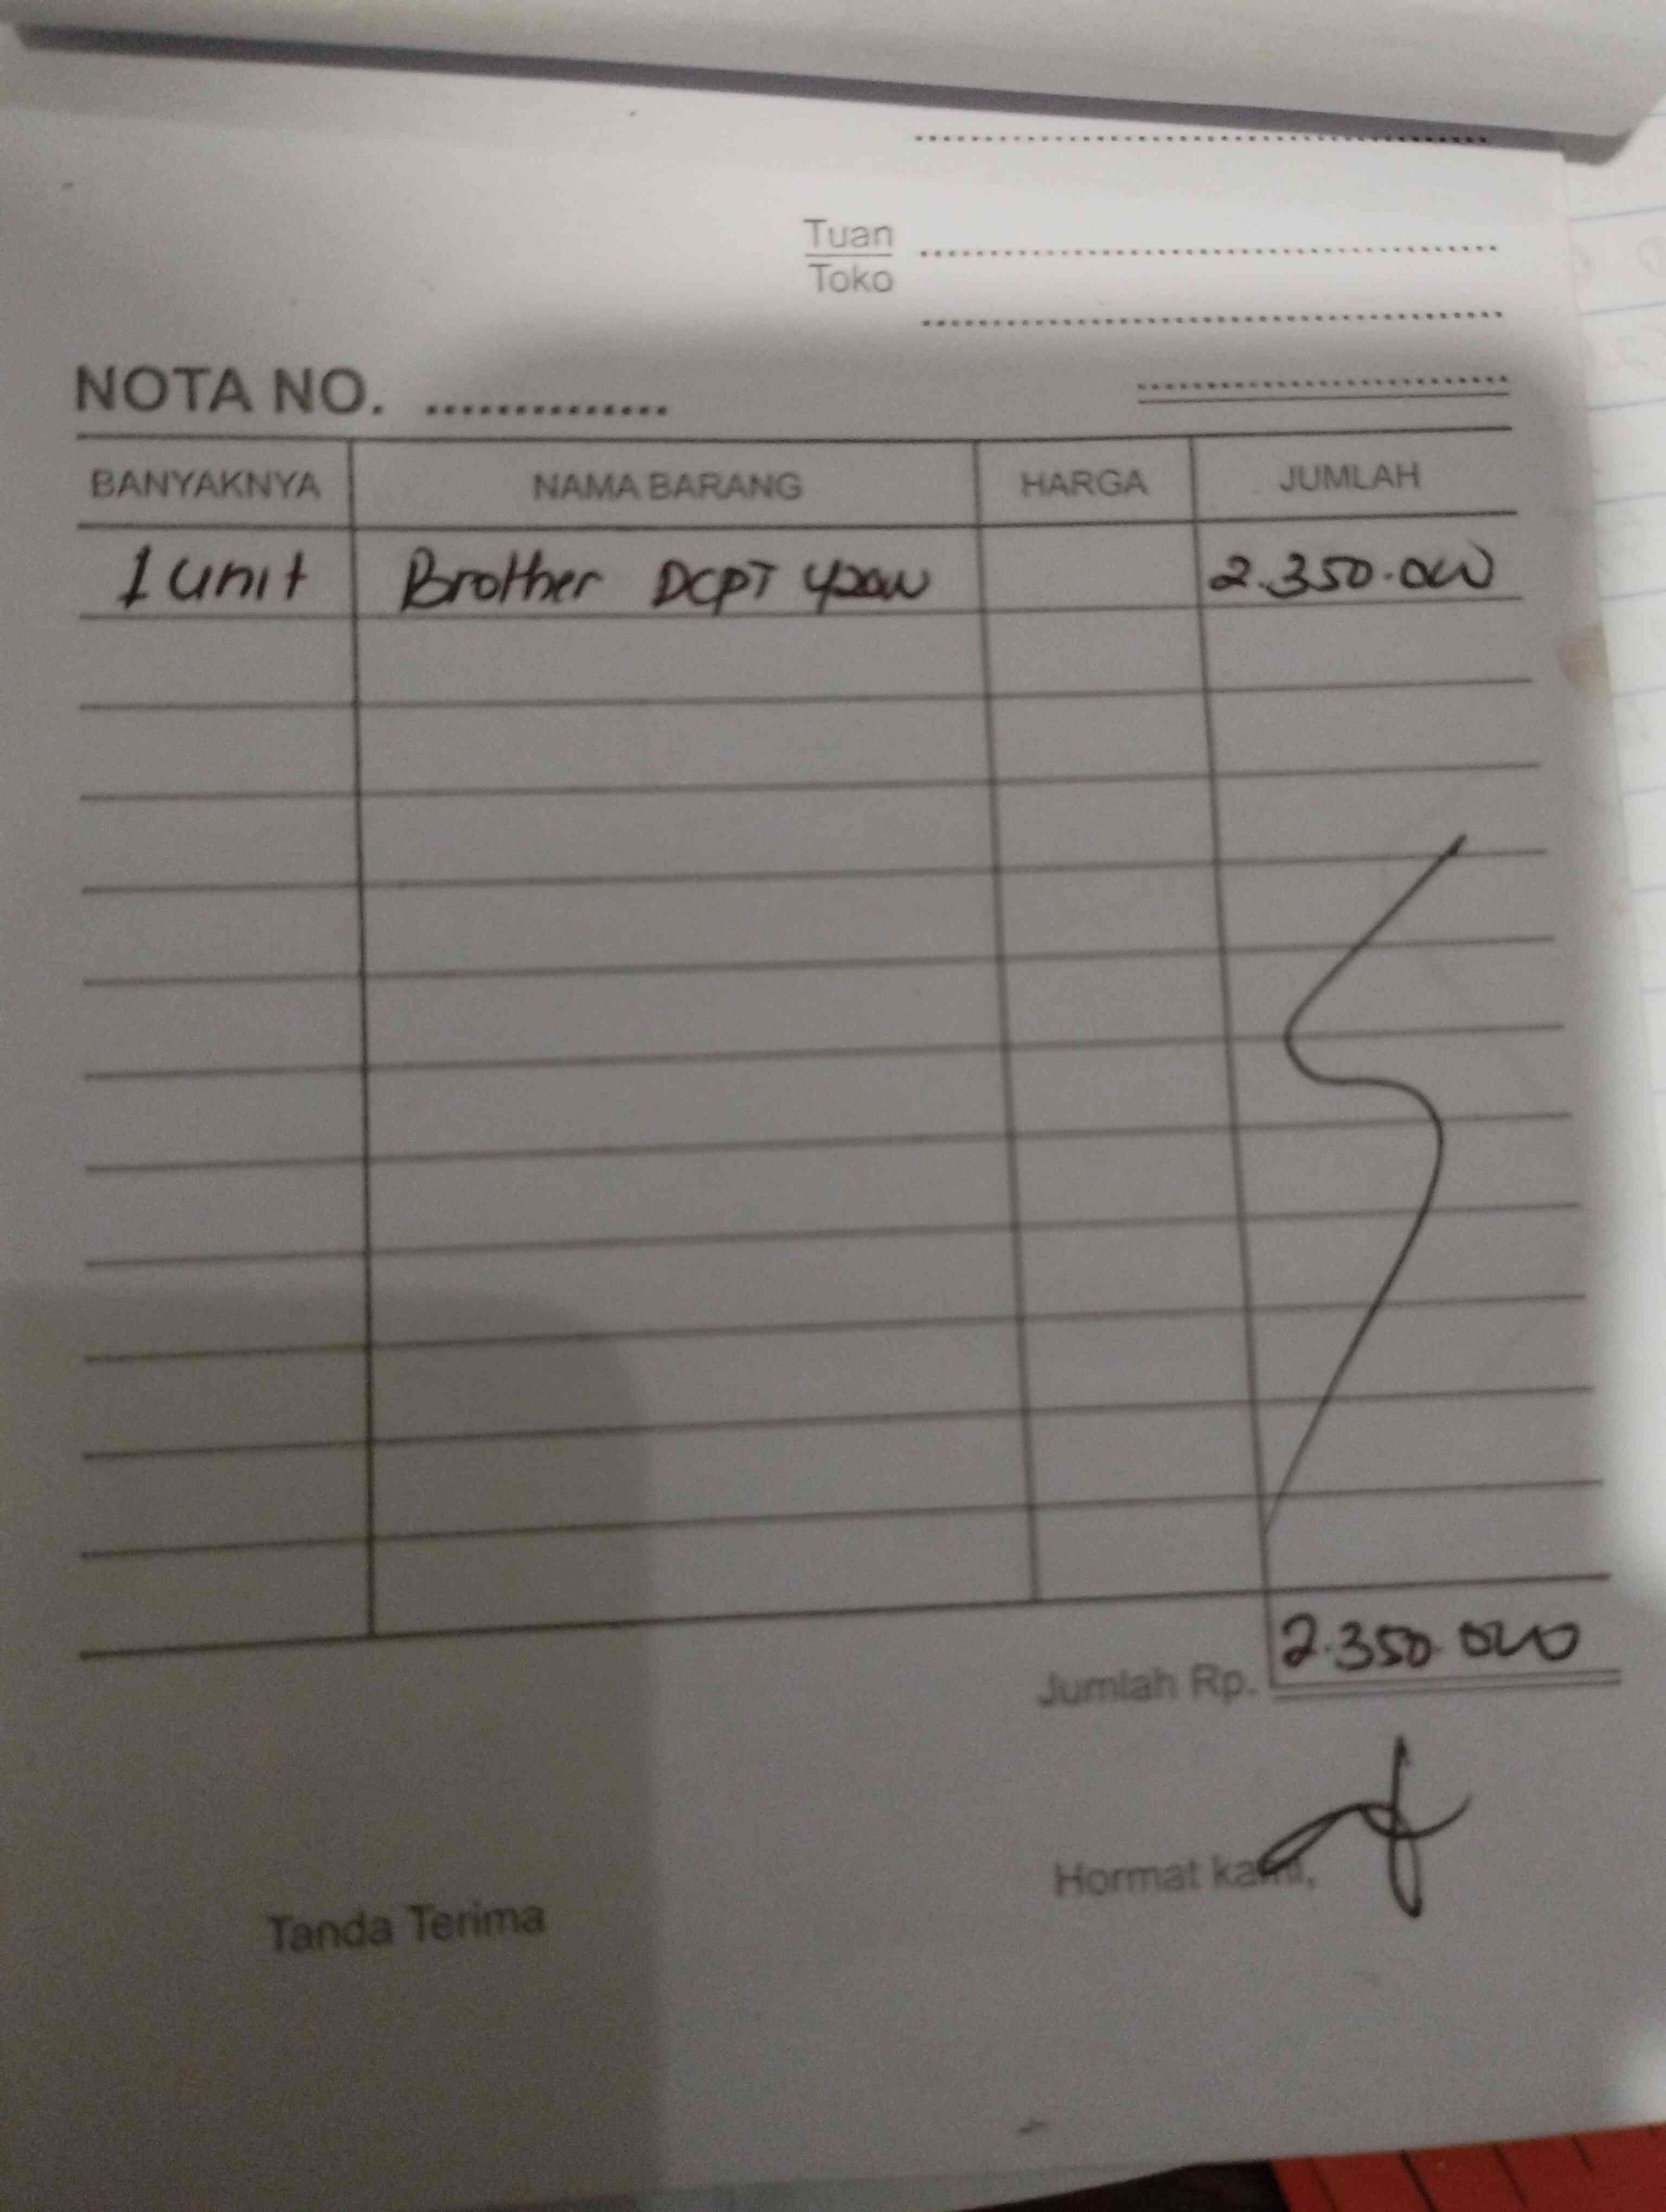 Tuan
Toko
NOTA NO. ..............
BANYAKNYA NAMA BARANG HARGA JUMLAH
1 unit Brother DCPT 420W 2.350.000
Jumlah Rp. 2.350.000
Hormat kami,
Tanda Terima